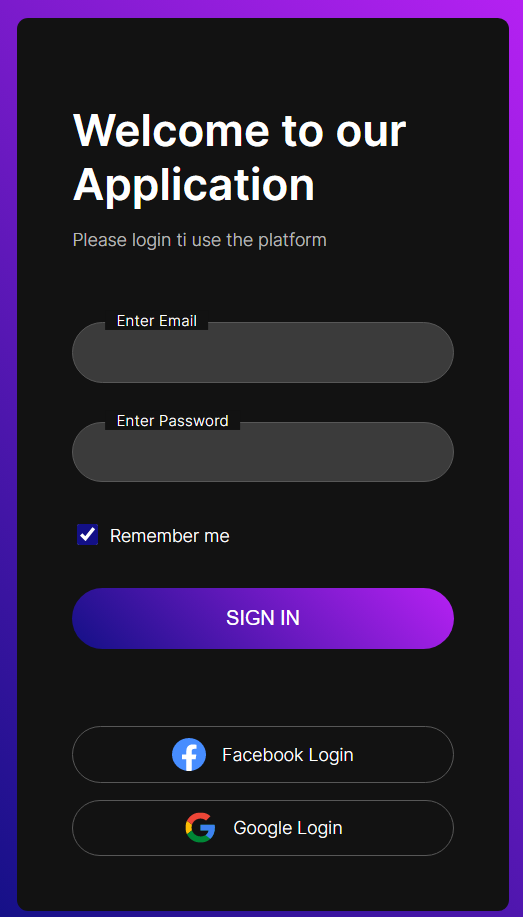 Welcome to our
Application
Please login ti use the platform
Enter Email
Enter Password
Remember me
SIGN IN
Facebook Login
Google Login